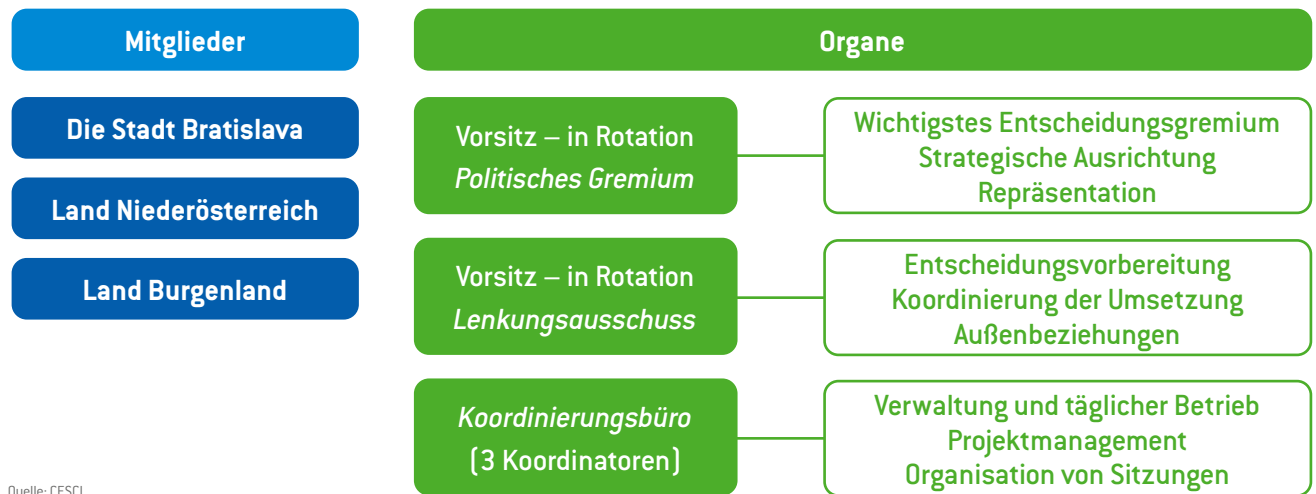 Mitglieder
Die Stadt Bratislava
Land Niederösterreich
Land Burgenland
Organe
Vorsitz – in Rotation
Politisches Gremium
Wichtigstes Entscheidungsgremium
Strategische Ausrichtung
Repräsentation
Vorsitz – in Rotation
Lenkungsausschuss
Entscheidungsvorbereitung
Koordinierung der Umsetzung
Außenbeziehungen
Koordinierungsbüro
(3 Koordinatoren)
Verwaltung und täglicher Betrieb
Projektmanagement
Organisation von Sitzungen
Quelle: CESCI